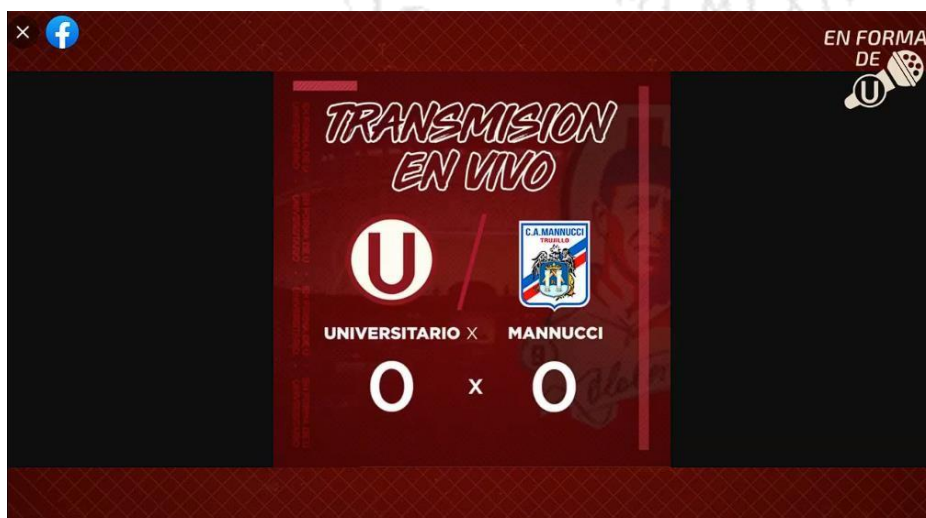 EN FORMA
DE
U
TRANSMISION
EN VIVO
U
C.A.MANNUCCI
TRUJILLO
UNIVERSITARIO X MANNUCCI
0 x 0